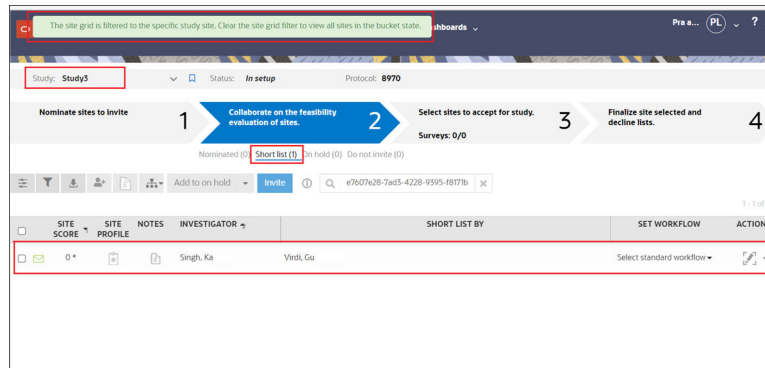 The site grid is filtered to the specific study site. Clear the site grid filter to view all sites in the bucket state.
shboards
Pra a... PL ?
Study: Study3 Status: In setup Protocol: 8970
Nominate sites to invite 1
Collaborate on the feasibility evaluation of sites. 2
Select sites to accept for study. 3
Surveys: 0/0
Finalize site selected and decline lists. 4
Nominated (0) Short list (1) On hold (0) Do not invite (0)
Add to on hold Invite e7607e28-7ad3-4228-9395-f8f71b
1 - 1 of
SITE SCORE SITE PROFILE NOTES INVESTIGATOR SHORT LIST BY SET WORKFLOW ACTION
0 * Singh, Ka Virdi, Gu Select standard workflow